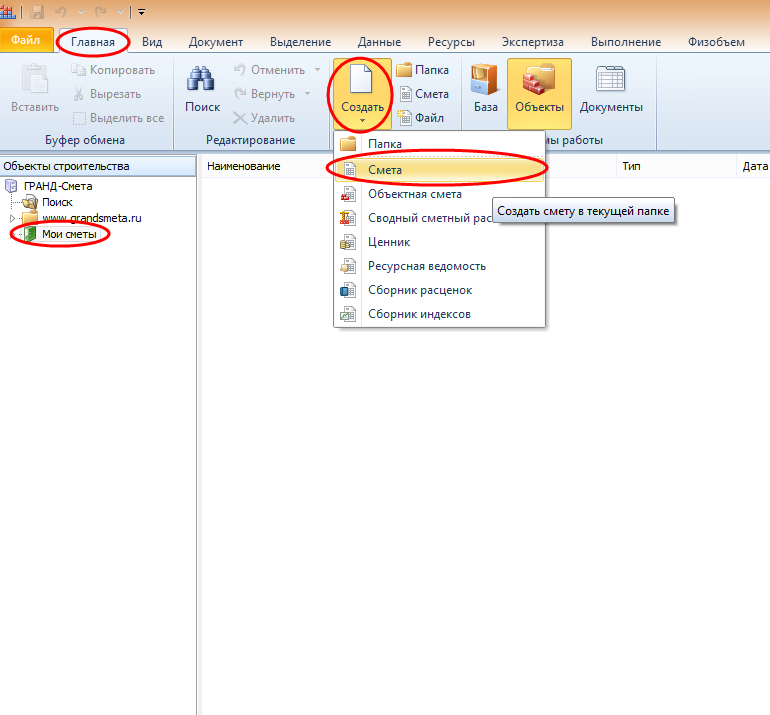 Файл Главная Вид Документ Выделение Данные Ресурсы Экспертиза Выполнение Физобъем
Вставить
Копировать
Вырезать
Выделить все
Буфер обмена
Поиск
Отменить
Вернуть
Удалить
Редактирование
Создать
Папка
Смета
Файл
База
Объекты
Документы
мы работы
Папка
Смета
Объектная смета
Сводный сметный рас
Ценник
Ресурсная ведомость
Сборник расценок
Сборник индексов
Создать смету в текущей папке
Объекты строительства
ГРАНД-Смета
Поиск
www.grandsmeta.ru
Мои сметы
Наименование Тип Дата